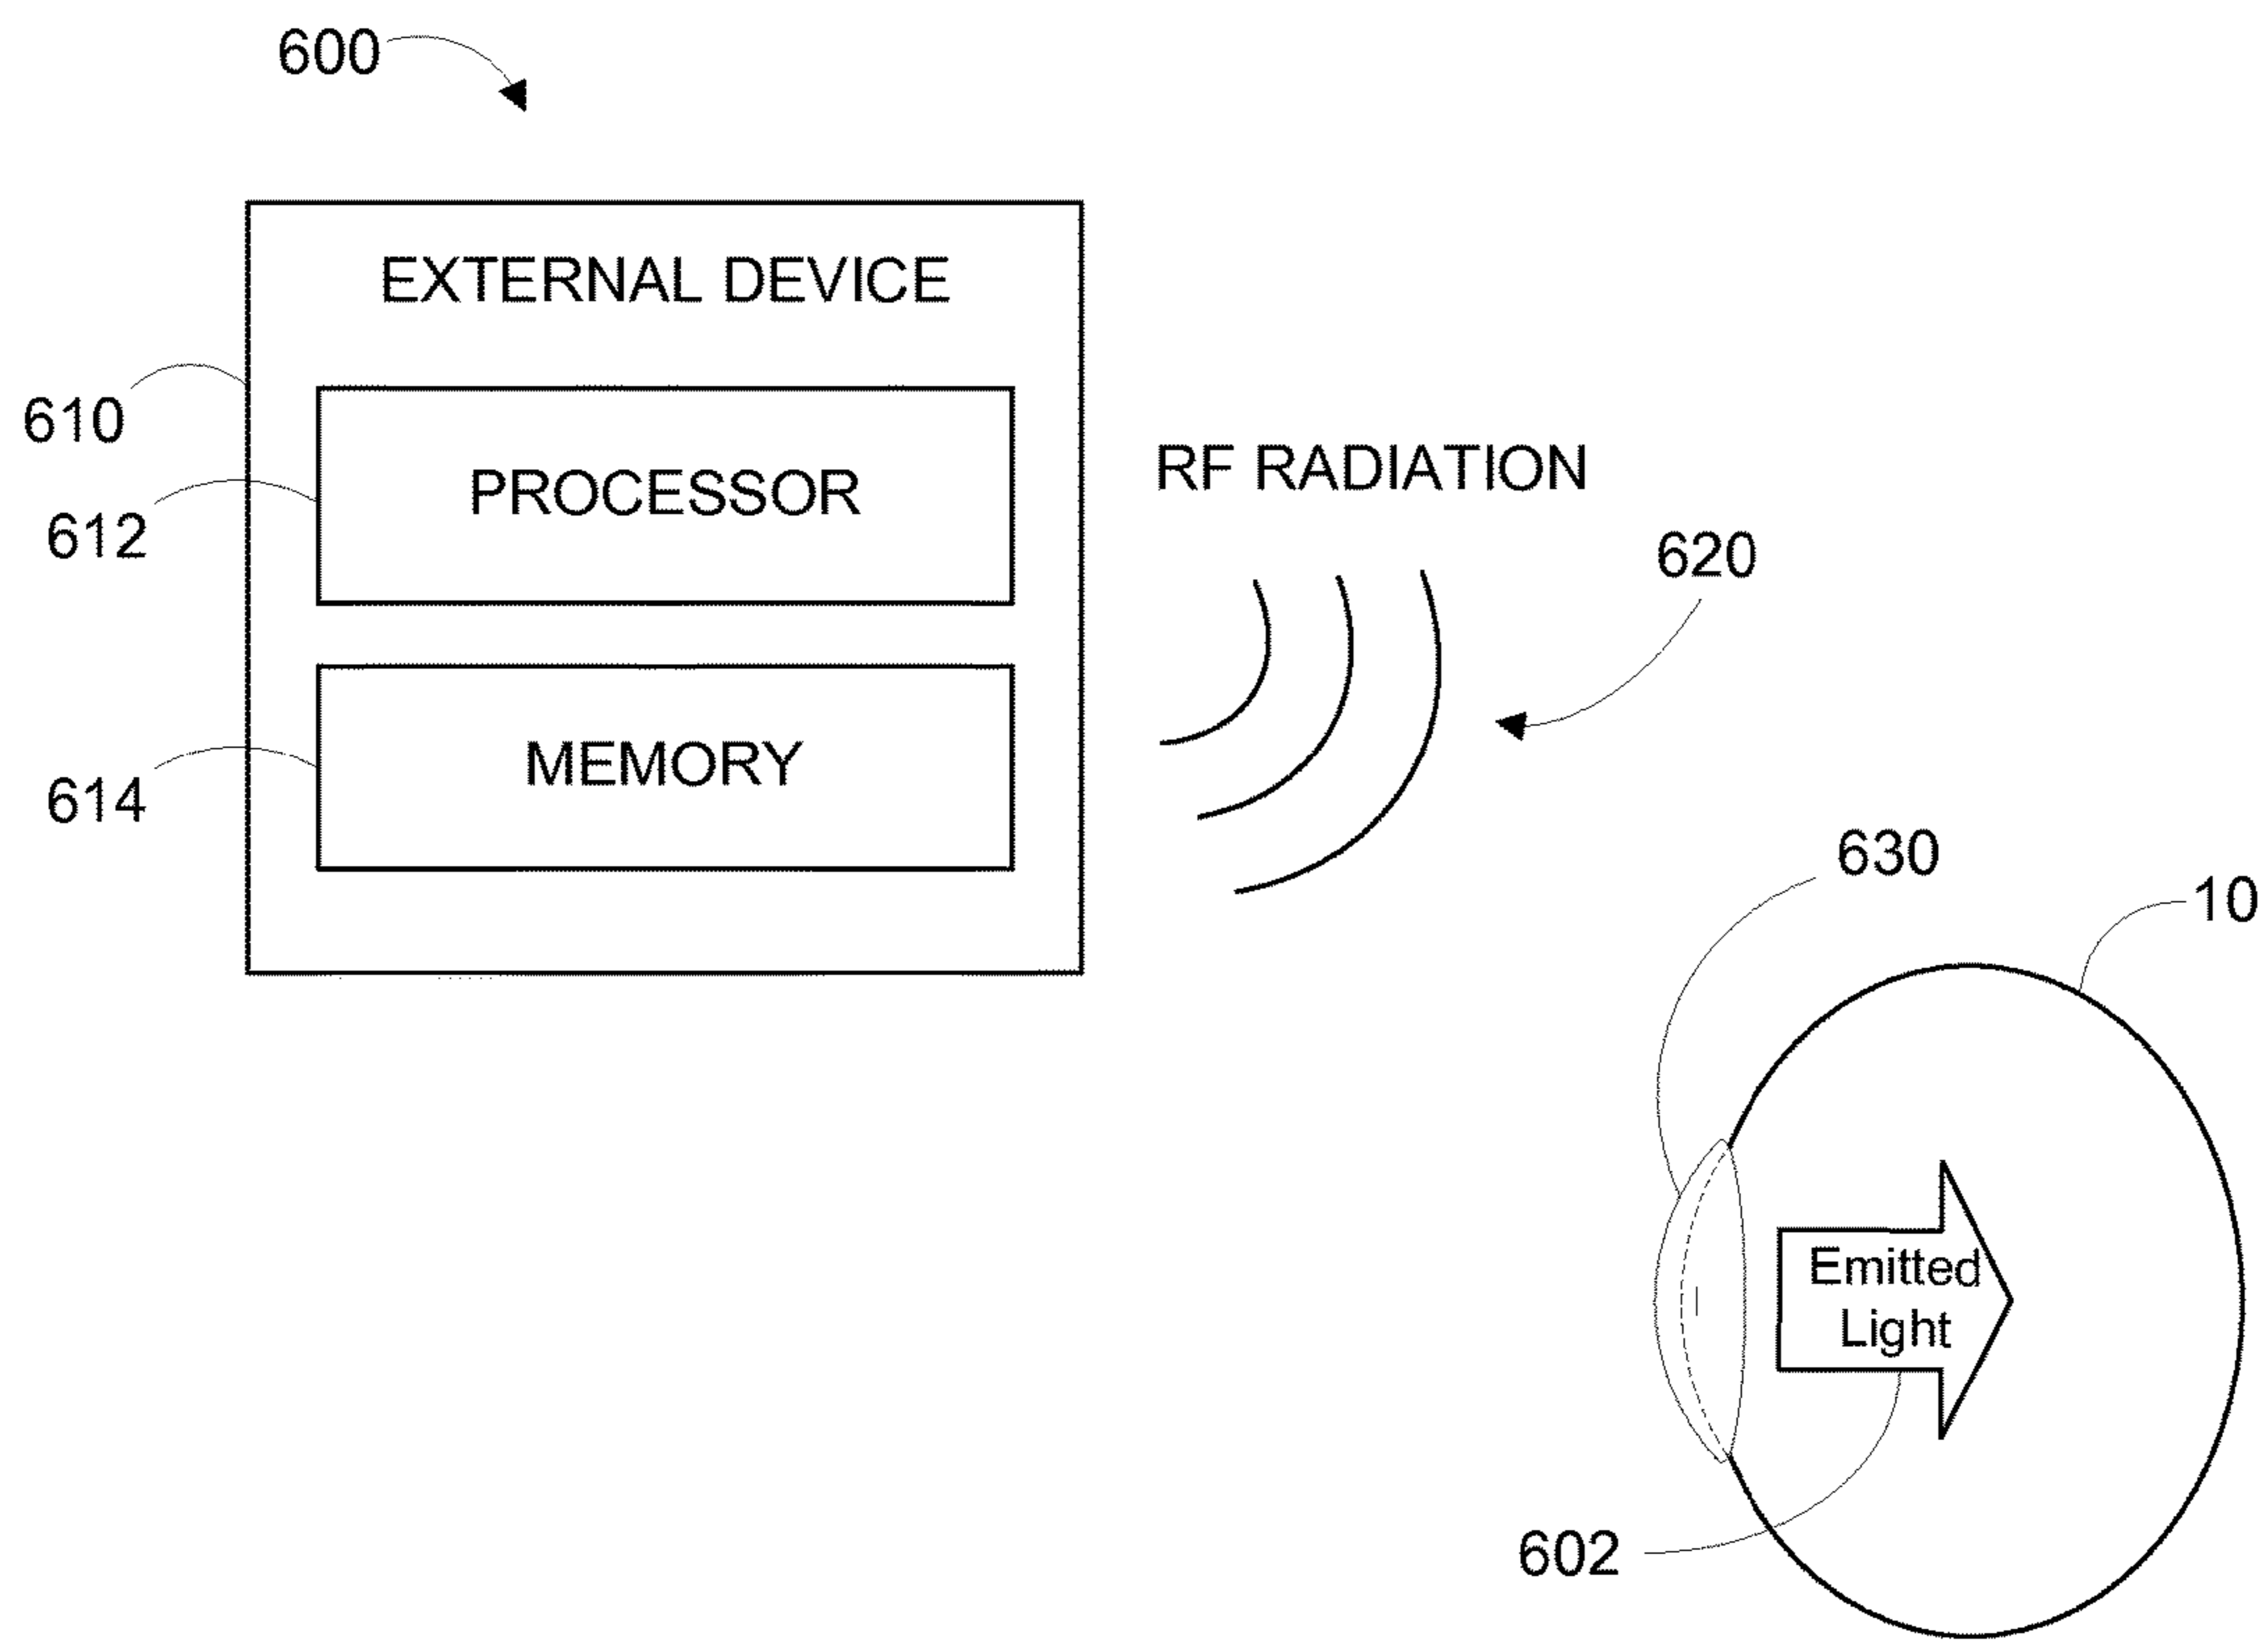 600
EXTERNAL DEVICE
610
PROCESSOR
612
MEMORY
614
RF RADIATION
620
630
10
Emitted
Light
602